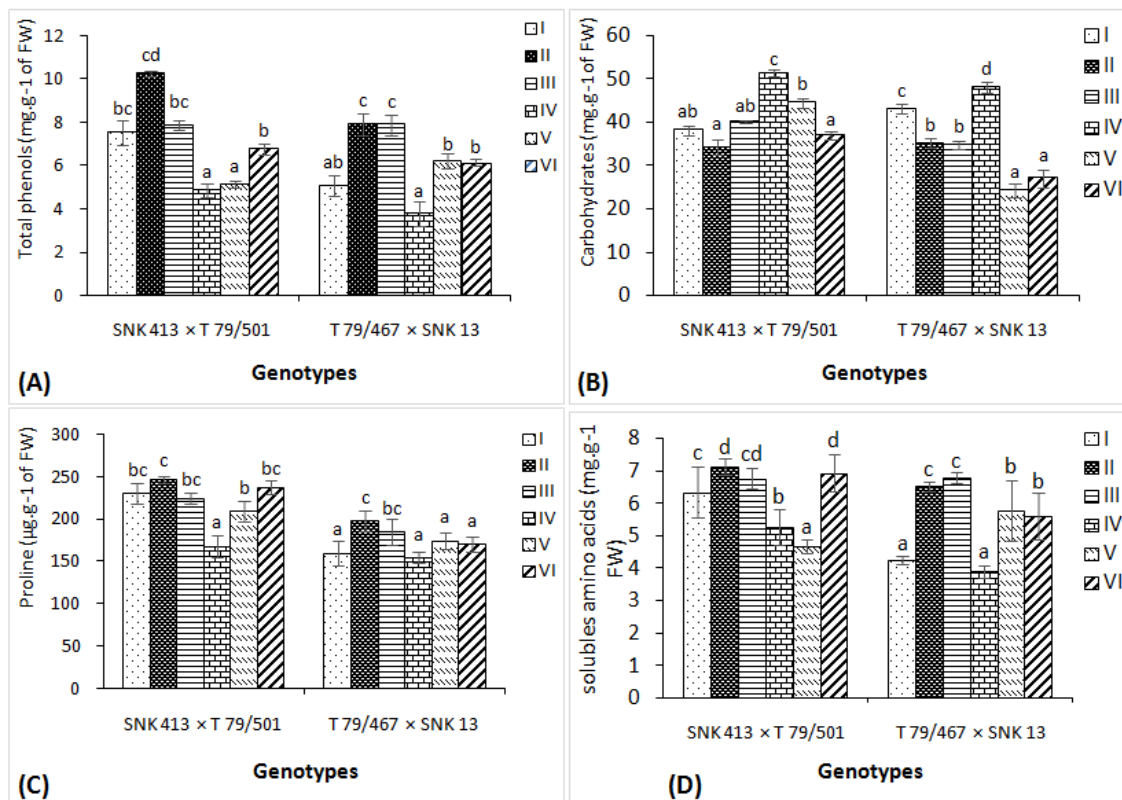 Total phenols (mg.g-1 of FW)
12
10
8
6
4
2
0
bc
cd
bc
a
a
b
ab
c
c
a
b
b
I
II
III
IV
V
VI
SNK 413 × T 79/501
T 79/467 × SNK 13
Genotypes
(A)
Carbohydrates (mg.g-1 of FW)
60
50
40
30
20
10
0
ab
a
ab
c
b
a
c
b
b
d
a
a
I
II
III
IV
V
VI
SNK 413 × T 79/501
T 79/467 × SNK 13
Genotypes
(B)
Proline (µg.g-1 of FW)
300
250
200
150
100
50
0
bc
c
bc
a
b
bc
a
c
bc
a
a
a
I
II
III
IV
V
VI
SNK 413 × T 79/501
T 79/467 × SNK 13
Genotypes
(C)
solubles amino acids (mg.g-1
FW)
8
7
6
5
4
3
2
1
0
c
d
cd
b
a
d
a
c
c
a
b
b
I
II
III
IV
V
VI
SNK 413 × T 79/501
T 79/467 × SNK 13
Genotypes
(D)